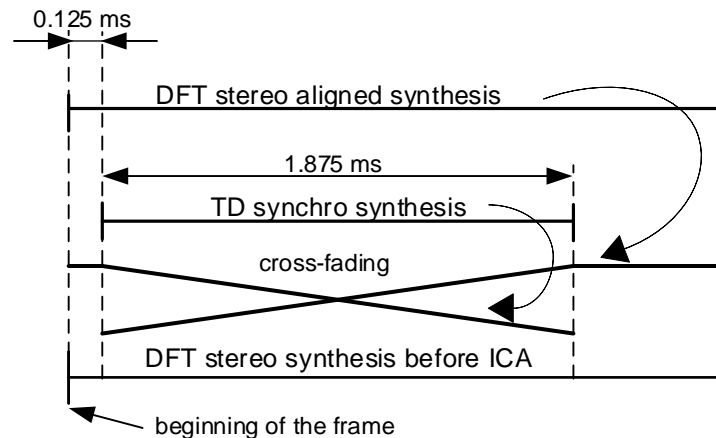 0.125 ms
DFT stereo aligned synthesis
1.875 ms
TD synchro synthesis
cross-fading
DFT stereo synthesis before ICA
beginning of the frame